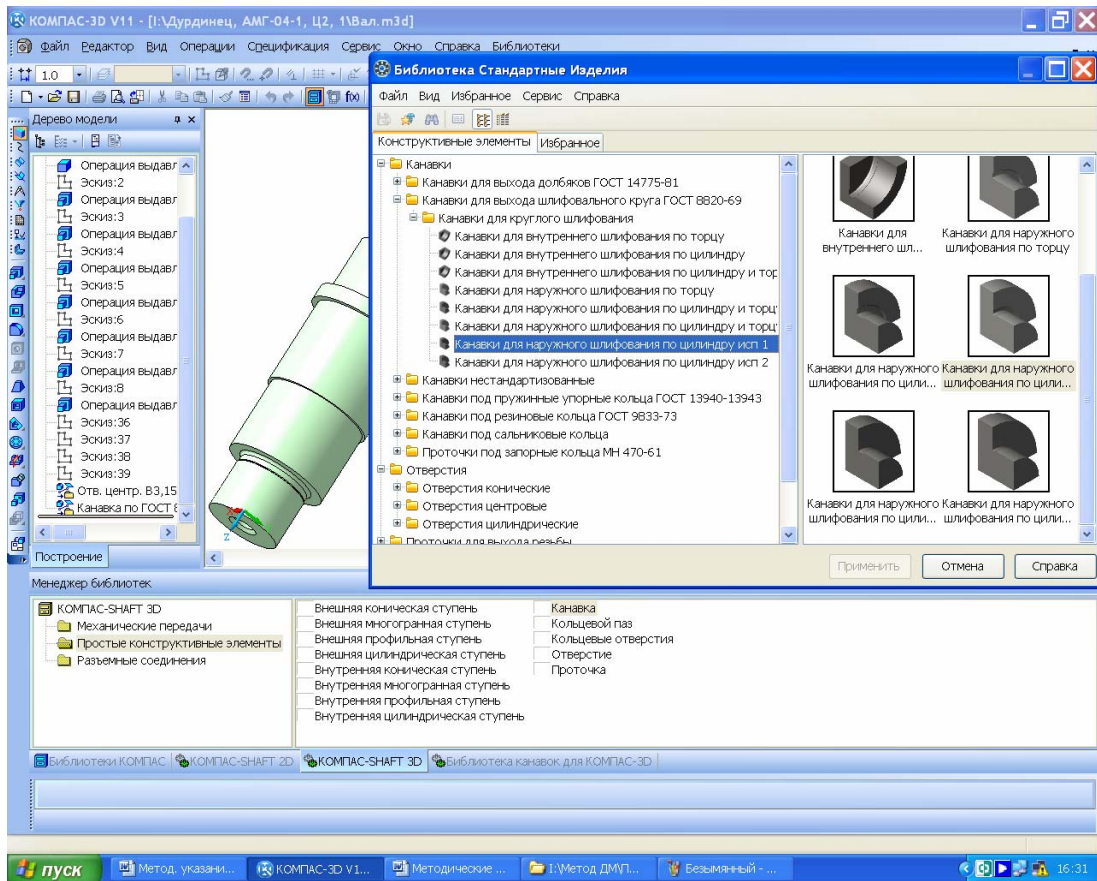 КОМПАС-3D V11 - [I:\Дурдинец, АМГ-04-1, Ц2, 1\Вал.m3d]
Файл Редактор Вид Операции Спецификация Сервис Окно Справка Библиотеки
1.0
Дерево модели
Операция выдавл
Эскиз:2
Операция выдавл
Эскиз:3
Операция выдавл
Эскиз:4
Операция выдавл
Эскиз:5
Операция выдавл
Эскиз:6
Операция выдавл
Эскиз:7
Операция выдавл
Эскиз:8
Операция выдавл
Эскиз:36
Эскиз:37
Эскиз:38
Эскиз:39
Отв. центр. B3,15
Канавка по ГОСТ 8
Построение
Z
Библиотека Стандартные Изделия
Файл Вид Избранное Сервис Справка
Конструктивные элементы Избранное
Канавки
Канавки для выхода долбяков ГОСТ 14775-81
Канавки для выхода шлифовального круга ГОСТ 8820-69
Канавки для круглого шлифования
Канавки для внутреннего шлифования по торцу
Канавки для внутреннего шлифования по цилиндру
Канавки для внутреннего шлифования по цилиндру и тор
Канавки для наружного шлифования по торцу
Канавки для наружного шлифования по цилиндру и торц
Канавки для наружного шлифования по цилиндру и торц
Канавки для наружного шлифования по цилиндру исп 1
Канавки для наружного шлифования по цилиндру исп 2
Канавки нестандартизованные
Канавки под пружинные упорные кольца ГОСТ 13940-13943
Канавки под резиновые кольца ГОСТ 9833-73
Канавки под сальниковые кольца
Проточки под запорные кольца МН 470-61
Отверстия
Отверстия конические
Отверстия центровые
Отверстия цилиндрические
Проточки для выхода резьбы
Канавки для внутреннего шл...
Канавки для наружного шлифования по торцу
Канавки для наружного шлифования по цили...
Канавки для наружного шлифования по цили...
Канавки для наружного шлифования по цили...
Канавки для наружного шлифования по цили...
Применить Отмена Справка
Менеджер библиотек
КОМПАС-SHAFT 3D
Механические передачи
Простые конструктивные элементы
Разъемные соединения
Внешняя коническая ступень
Внешняя многогранная ступень
Внешняя профильная ступень
Внешняя цилиндрическая ступень
Внутренняя коническая ступень
Внутренняя многогранная ступень
Внутренняя профильная ступень
Внутренняя цилиндрическая ступень
Канавка
Кольцевой паз
Кольцевые отверстия
Отверстие
Проточка
Библиотеки КОМПАС КОМПАС-SHAFT 2D КОМПАС-SHAFT 3D Библиотека канавок для КОМПАС-3D
пуск Метод. указани... КОМПАС-3D V1... Методические ... I:\Метод ДМ\П... Безымянный - ... 16:31